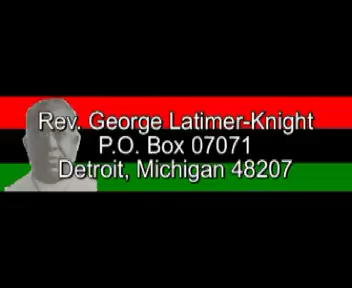 Rev. George Latimer-Knight
P.O. Box 07071
Detroit, Michigan 48207